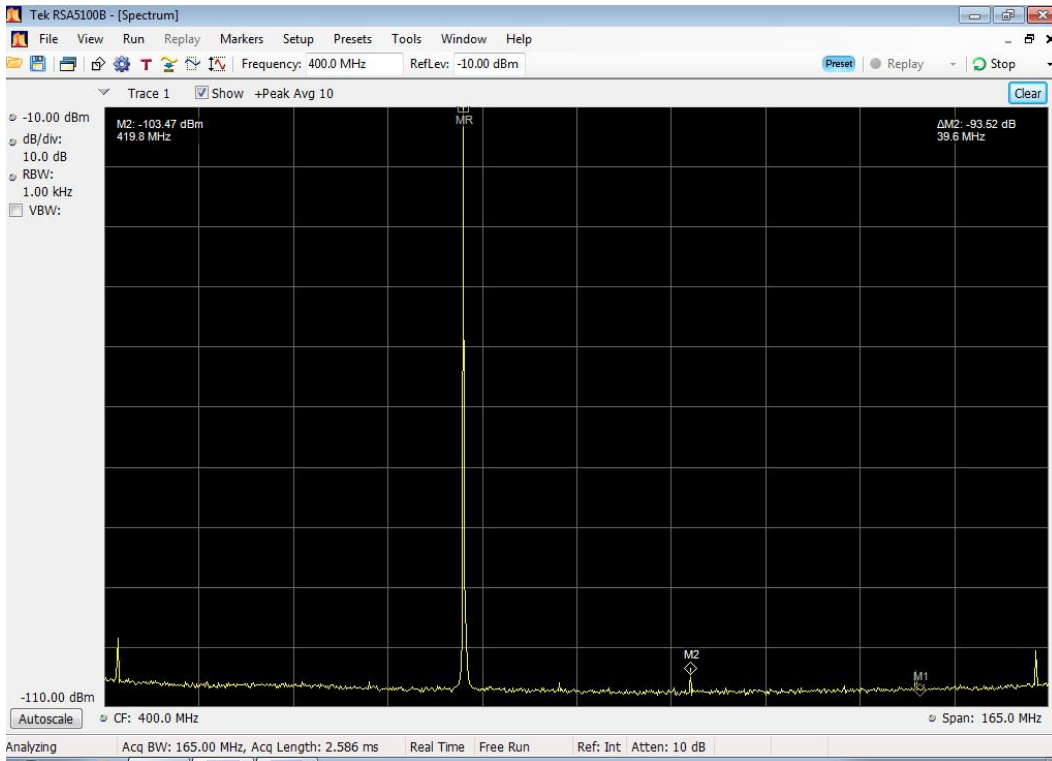 Tek RSA5100B - [Spectrum]
File View Run Replay Markers Setup Presets Tools Window Help
T Frequency: 400.0 MHz RefLev: -10.00 dBm Preset Replay Stop
Trace 1 Show +Peak Avg 10 Clear
-10.00 dBm
dB/div:
10.0 dB
RBW:
1.00 kHz
VBW:
M2: -103.47 dBm
419.8 MHz
MR
ΔM2: -93.52 dB
39.6 MHz
M2
M1
-110.00 dBm
Autoscale CF: 400.0 MHz Span: 165.0 MHz
Analyzing Acq BW: 165.00 MHz, Acq Length: 2.586 ms Real Time Free Run Ref: Int Atten: 10 dB